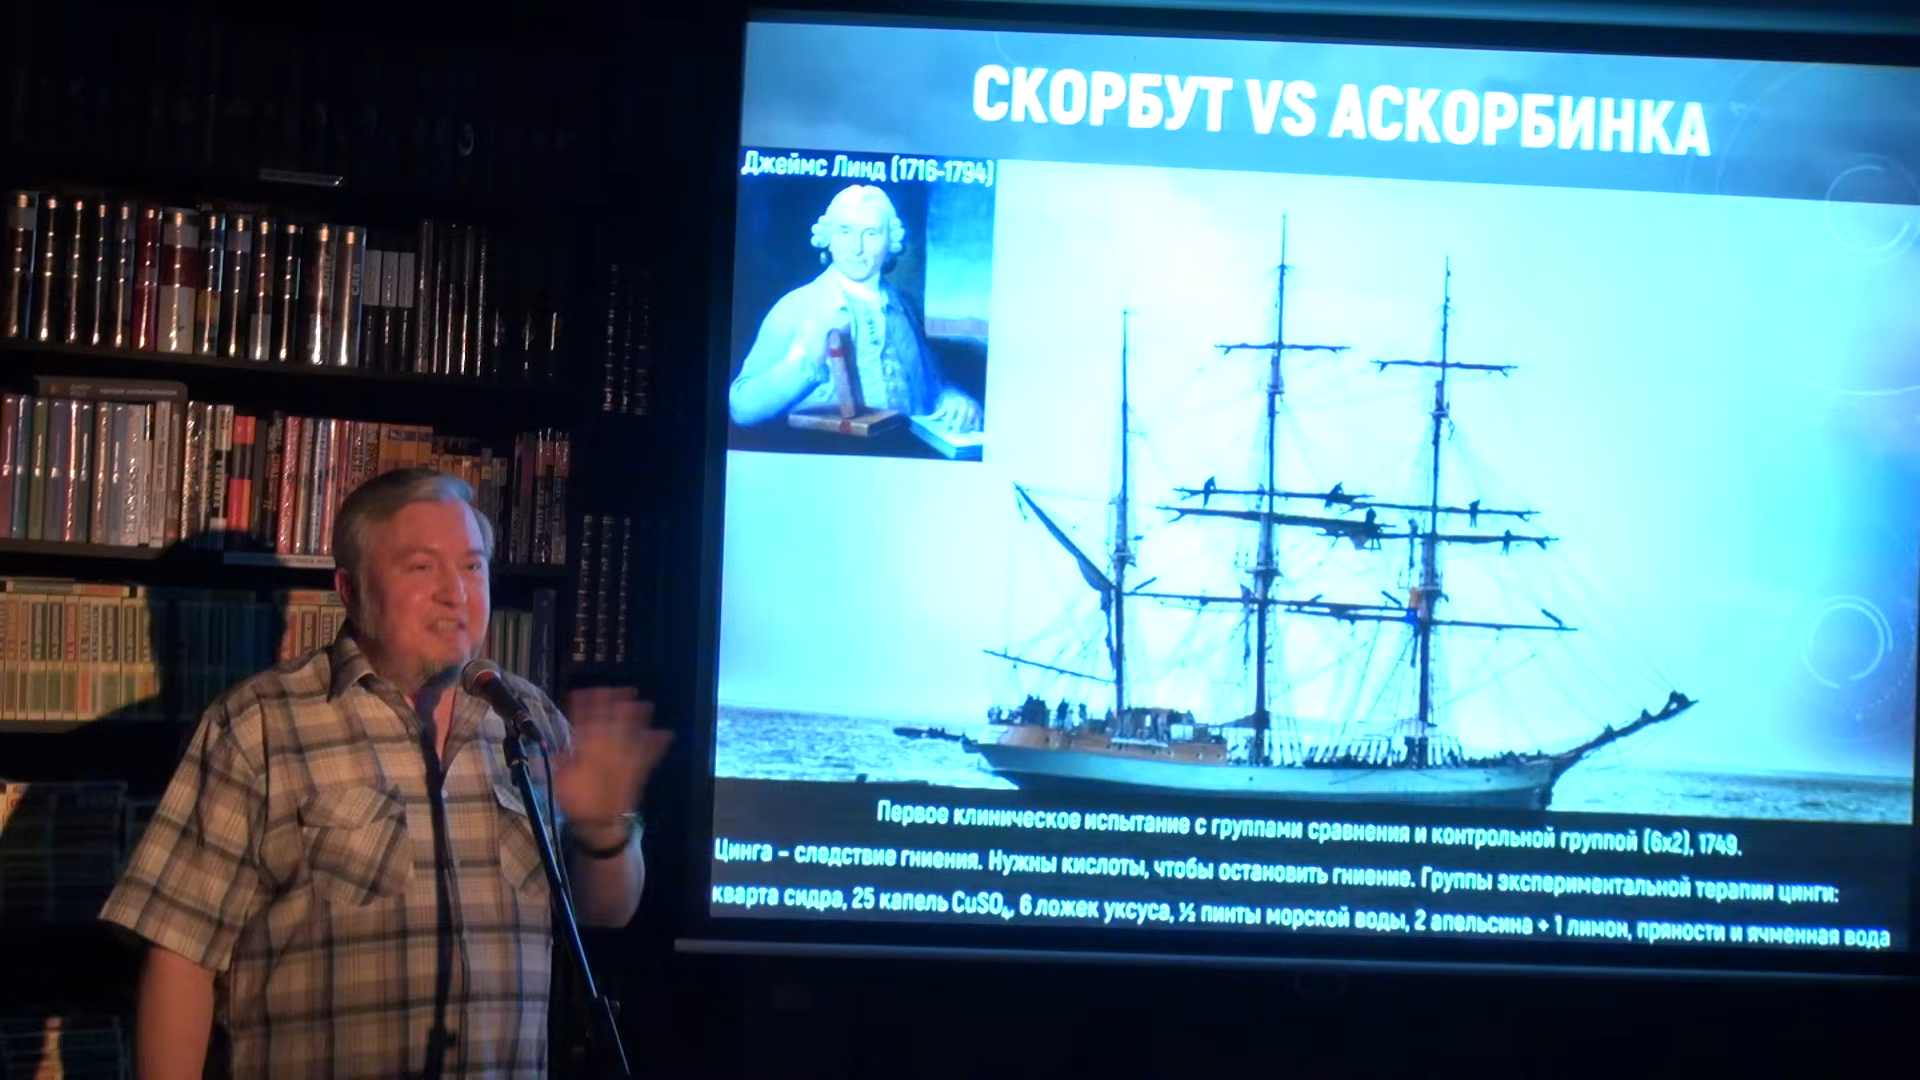 СКОРБУТ VS АСКОРБИНКА
Джеймс Линд (1716-1794)
Первое клиническое испытание с группами сравнения и контрольной группой (6x2), 1749.
Цинга – следствие гниения. Нужны кислоты, чтобы остановить гниение. Группы экспериментальной терапии цинги:
кварта сидра, 25 капель CuSO₄, 6 ложек уксуса, ½ пинты морской воды, 2 апельсина + 1 лимон, пряности и ячменная вода
САГА